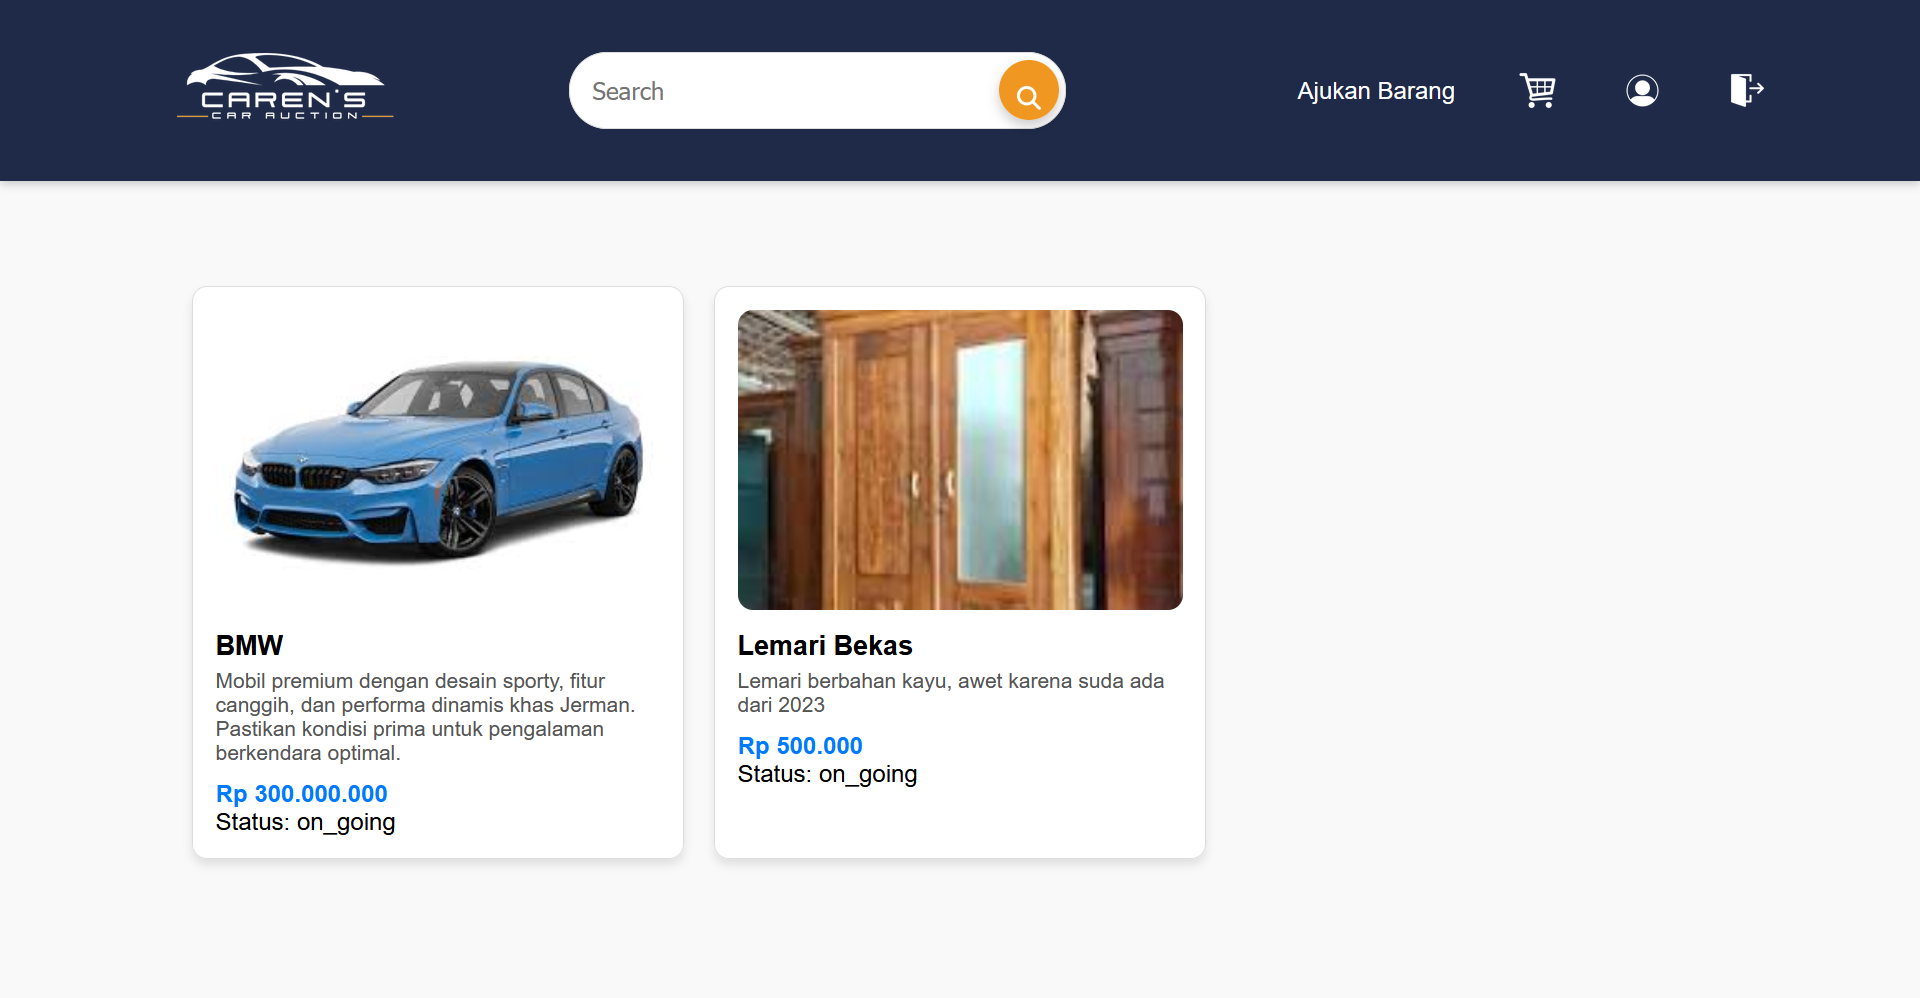 CAREN'S
CAR AUCTION
Search
Ajukan Barang
BMW
Mobil premium dengan desain sporty, fitur
canggih, dan performa dinamis khas Jerman.
Pastikan kondisi prima untuk pengalaman
berkendara optimal.
Rp 300.000.000
Status: on_going
Lemari Bekas
Lemari berbahan kayu, awet karena suda ada
dari 2023
Rp 500.000
Status: on_going